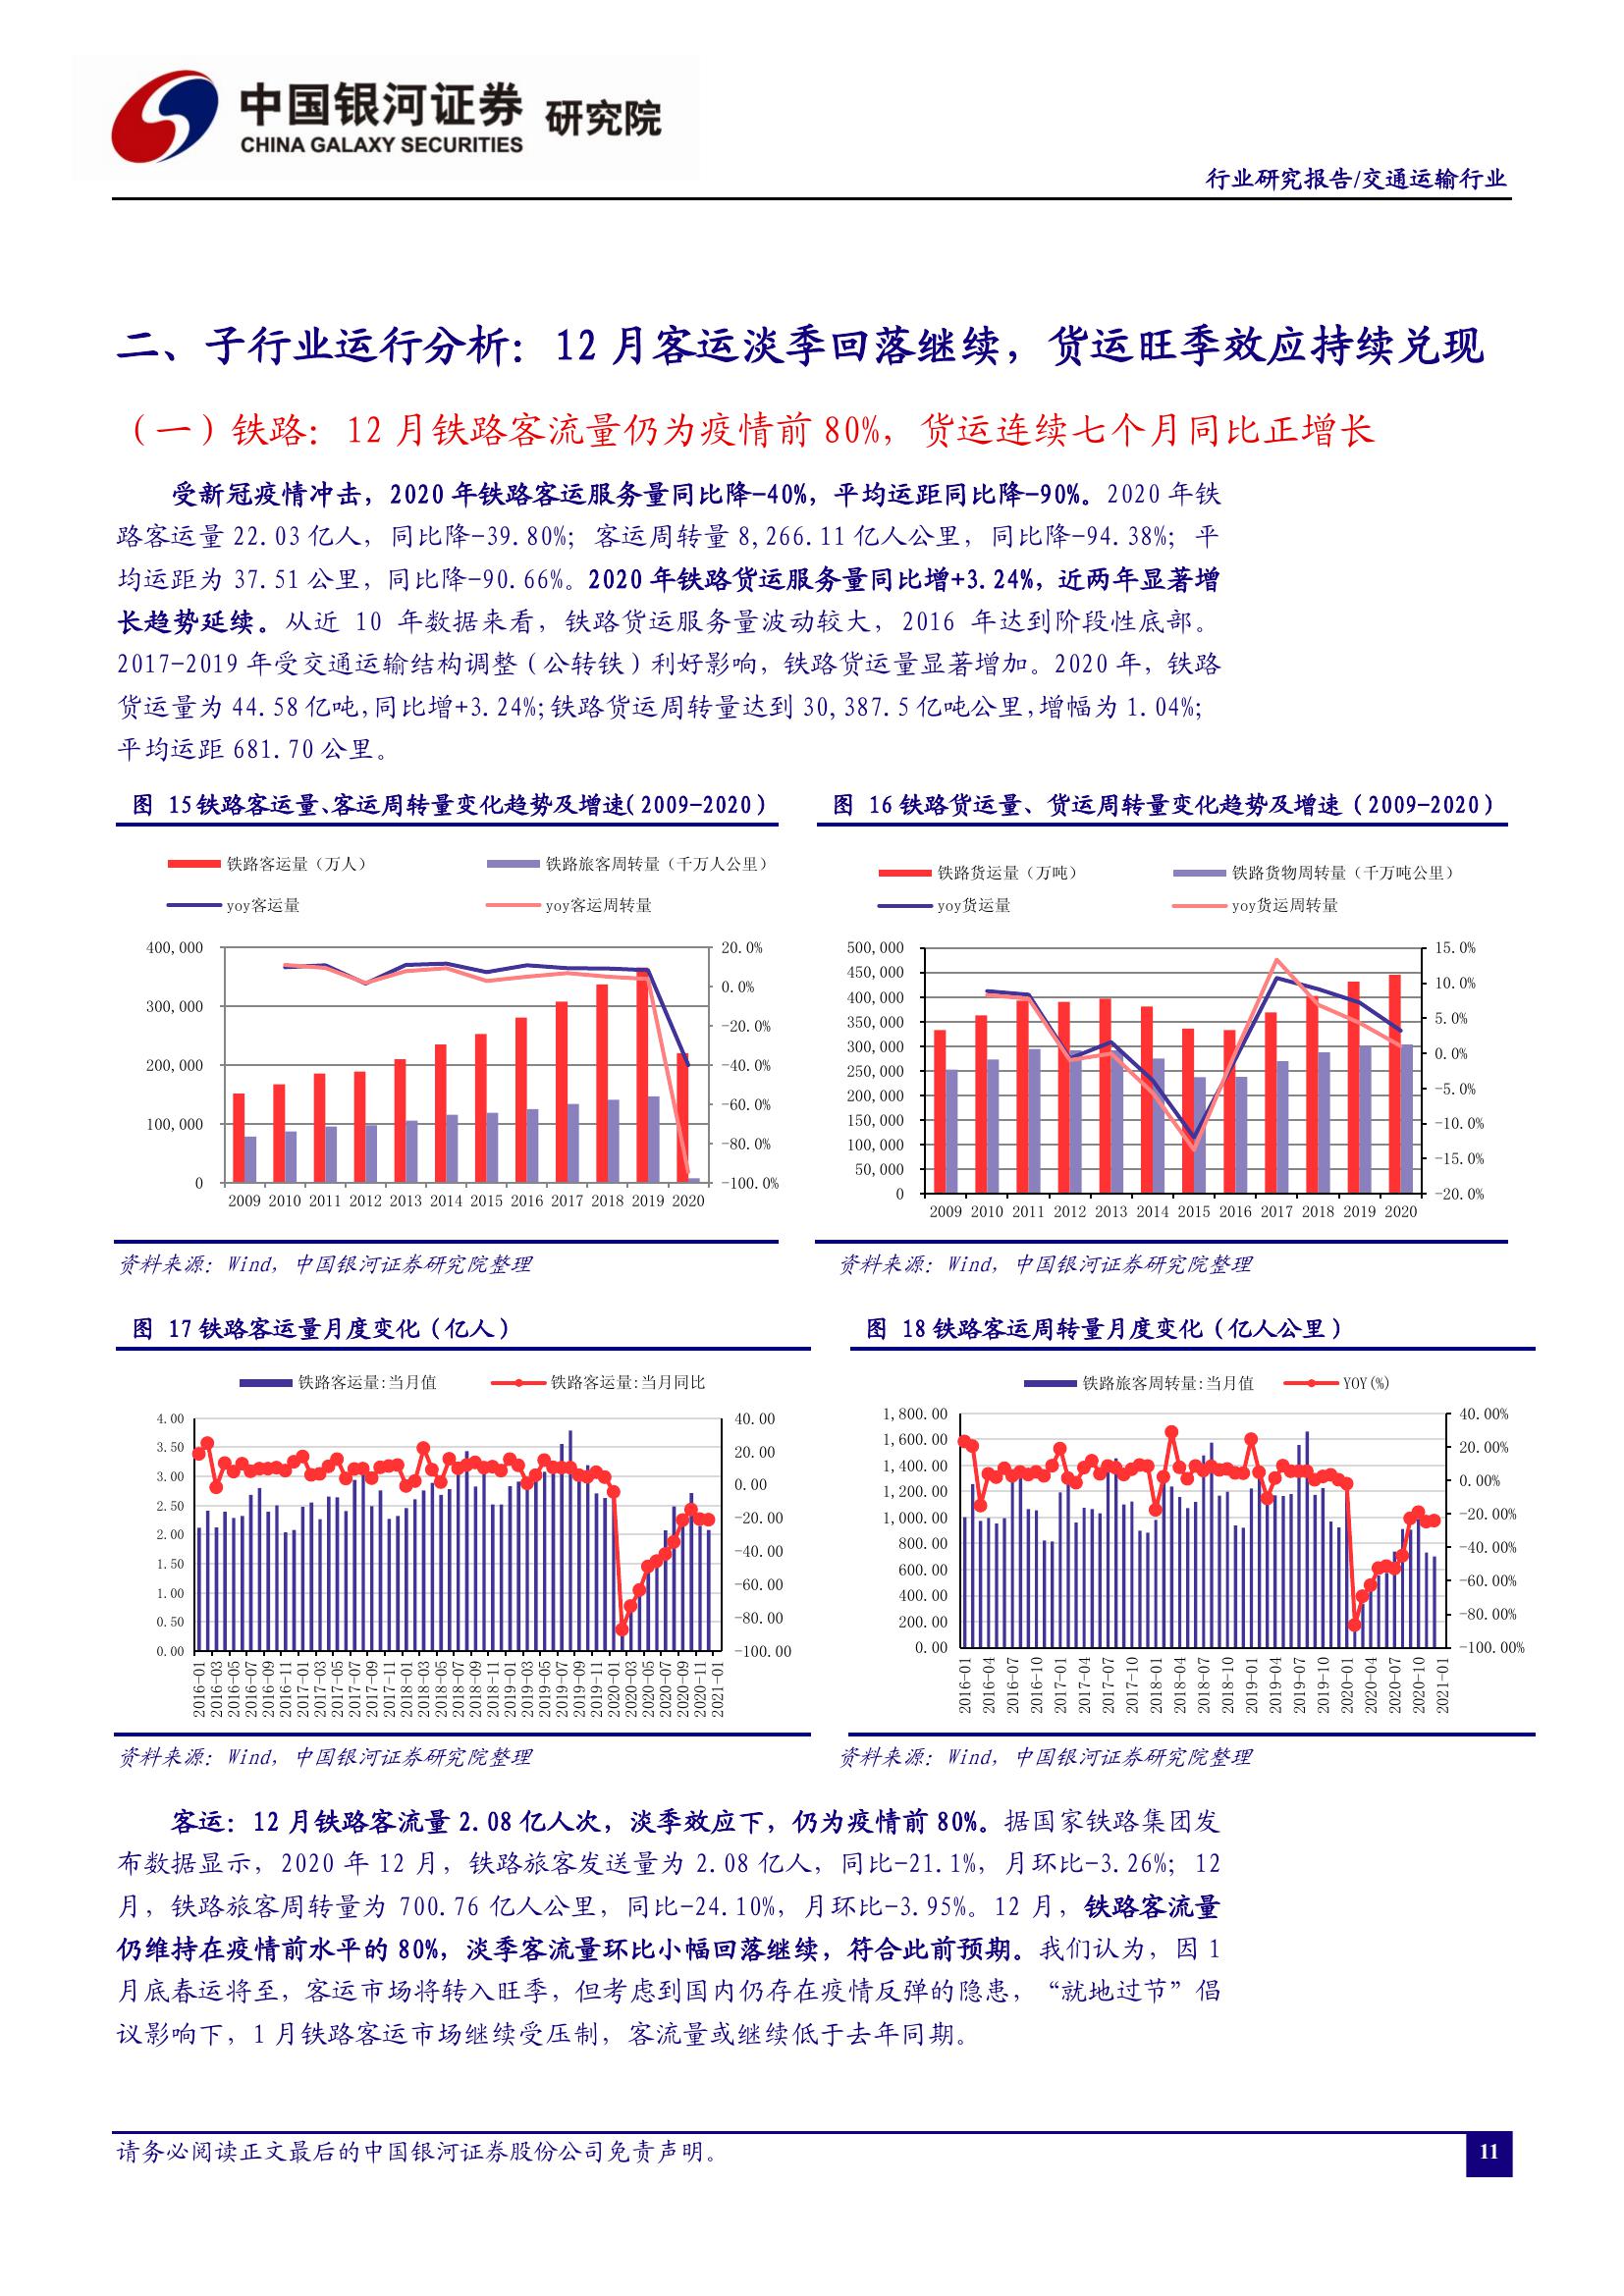 中国银河证券 研究院
CHINA GALAXY SECURITIES
行业研究报告/交通运输行业
二、子行业运行分析：12 月客运淡季回落继续，货运旺季效应持续兑现
（一）铁路：12 月铁路客流量仍为疫情前 80%，货运连续七个月同比正增长
受新冠疫情冲击，2020 年铁路客运服务量同比降-40%，平均运距同比降-90%。2020 年铁
路客运量 22.03 亿人，同比降-39.80%；客运周转量 8,266.11 亿人公里，同比降-94.38%；平
均运距为 37.51 公里，同比降-90.66%。2020 年铁路货运服务量同比增+3.24%，近两年显著增
长趋势延续。从近 10 年数据来看，铁路货运服务量波动较大，2016 年达到阶段性底部。
2017-2019 年受交通运输结构调整（公转铁）利好影响，铁路货运量显著增加。2020 年，铁路
货运量为 44.58 亿吨,同比增+3.24%;铁路货运周转量达到 30,387.5 亿吨公里,增幅为 1.04%;
平均运距 681.70 公里。
图 15 铁路客运量、客运周转量变化趋势及增速（2009-2020）
铁路客运量（万人） 铁路旅客周转量（千万人公里）
yoy客运量 yoy客运周转量
400,000 20.0%
0.0%
300,000
-20.0%
200,000 -40.0%
-60.0%
100,000
-80.0%
0 -100.0%
2009 2010 2011 2012 2013 2014 2015 2016 2017 2018 2019 2020
资料来源：Wind，中国银河证券研究院整理
图 16 铁路货运量、货运周转量变化趋势及增速（2009-2020）
铁路货运量（万吨） 铁路货物周转量（千万吨公里）
yoy货运量 yoy货运周转量
500,000 15.0%
450,000
400,000 10.0%
350,000 5.0%
300,000 0.0%
250,000
200,000 -5.0%
150,000 -10.0%
100,000
50,000 -15.0%
0 -20.0%
2009 2010 2011 2012 2013 2014 2015 2016 2017 2018 2019 2020
资料来源：Wind，中国银河证券研究院整理
图 17 铁路客运量月度变化（亿人）
铁路客运量:当月值 铁路客运量:当月同比
4.00 40.00
3.50 20.00
3.00 0.00
2.50 -20.00
2.00 -40.00
1.50 -60.00
1.00 -80.00
0.50
0.00 -100.00
2016-01 2016-03 2016-05 2016-07 2016-09 2016-11 2017-01 2017-03 2017-05 2017-07 2017-09 2017-11 2018-01 2018-03 2018-05 2018-07 2018-09 2018-11 2019-01 2019-03 2019-05 2019-07 2019-09 2019-11 2020-01 2020-03 2020-05 2020-07 2020-09 2020-11 2021-01
资料来源：Wind，中国银河证券研究院整理
图 18 铁路客运周转量月度变化（亿人公里）
铁路旅客周转量:当月值 YOY(%)
1,800.00 40.00%
1,600.00 20.00%
1,400.00 0.00%
1,200.00 -20.00%
1,000.00
800.00 -40.00%
600.00 -60.00%
400.00
200.00 -80.00%
0.00 -100.00%
2016-01 2016-04 2016-07 2016-10 2017-01 2017-04 2017-07 2017-10 2018-01 2018-04 2018-07 2018-10 2019-01 2019-04 2019-07 2019-10 2020-01 2020-04 2020-07 2020-10 2021-01
资料来源：Wind，中国银河证券研究院整理
客运：12 月铁路客流量 2.08 亿人次，淡季效应下，仍为疫情前 80%。据国家铁路集团发
布数据显示，2020 年 12 月，铁路旅客发送量为 2.08 亿人，同比-21.1%，月环比-3.26%；12
月，铁路旅客周转量为 700.76 亿人公里，同比-24.10%，月环比-3.95%。12 月，铁路客流量
仍维持在疫情前水平的 80%，淡季客流量环比小幅回落继续，符合此前预期。我们认为，因 1
月底春运将至，客运市场将转入旺季，但考虑到国内仍存在疫情反弹的隐患，“就地过节”倡
议影响下，1 月铁路客运市场继续受压制，客流量或继续低于去年同期。
请务必阅读正文最后的中国银河证券股份公司免责声明。
11